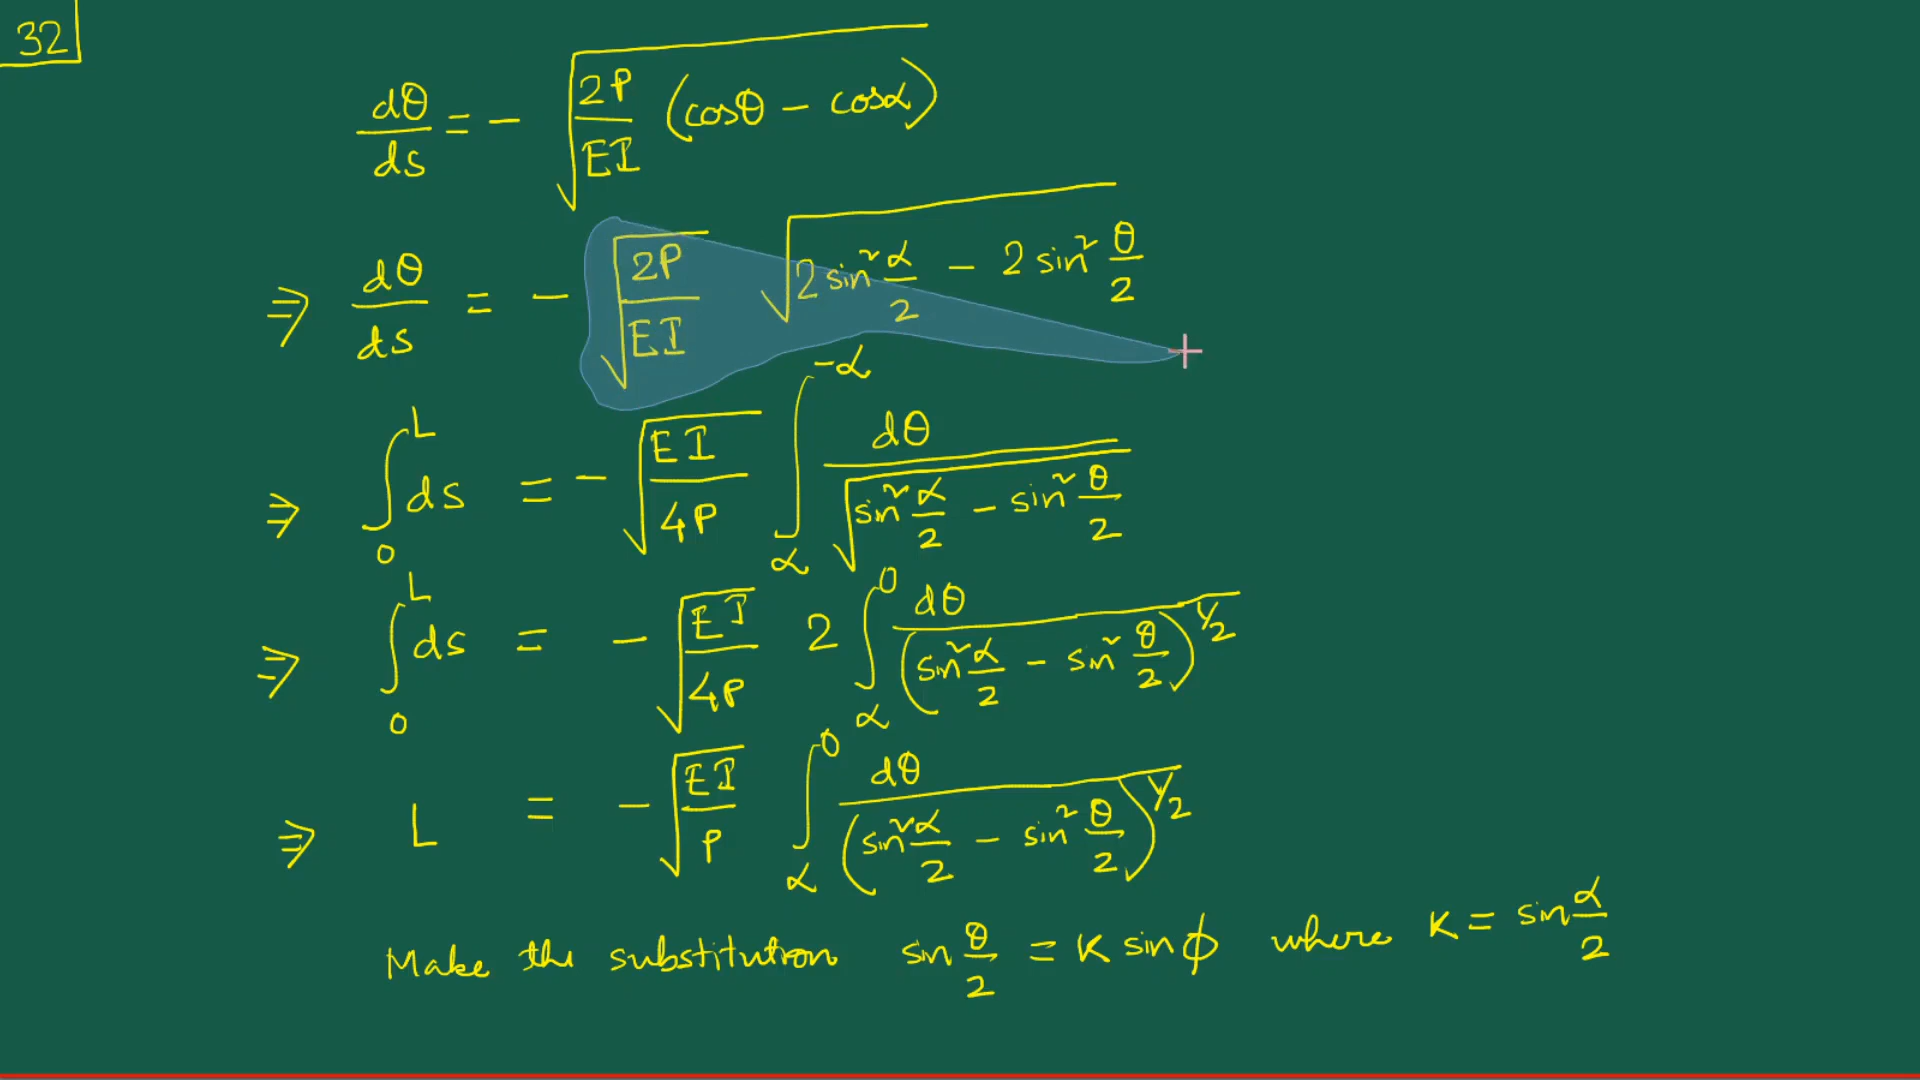 32
dθ/ds = - √(2P/EI (cosθ - cosα))
⇒ dθ/ds = - √(2P/EI) √(2 sin² α/2 - 2 sin² θ/2)
⇒ ∫₀^L ds = - √(EI/4P) ∫_α^-α dθ/√(sin² α/2 - sin² θ/2)
⇒ ∫₀^L ds = - √(EI/4P) 2 ∫_α^0 dθ/(sin² α/2 - sin² θ/2)^1/2
⇒ L = - √(EI/P) ∫_α^0 dθ/(sin² α/2 - sin² θ/2)^1/2
Make the substitution sin θ/2 = K sin φ where K = sin α/2